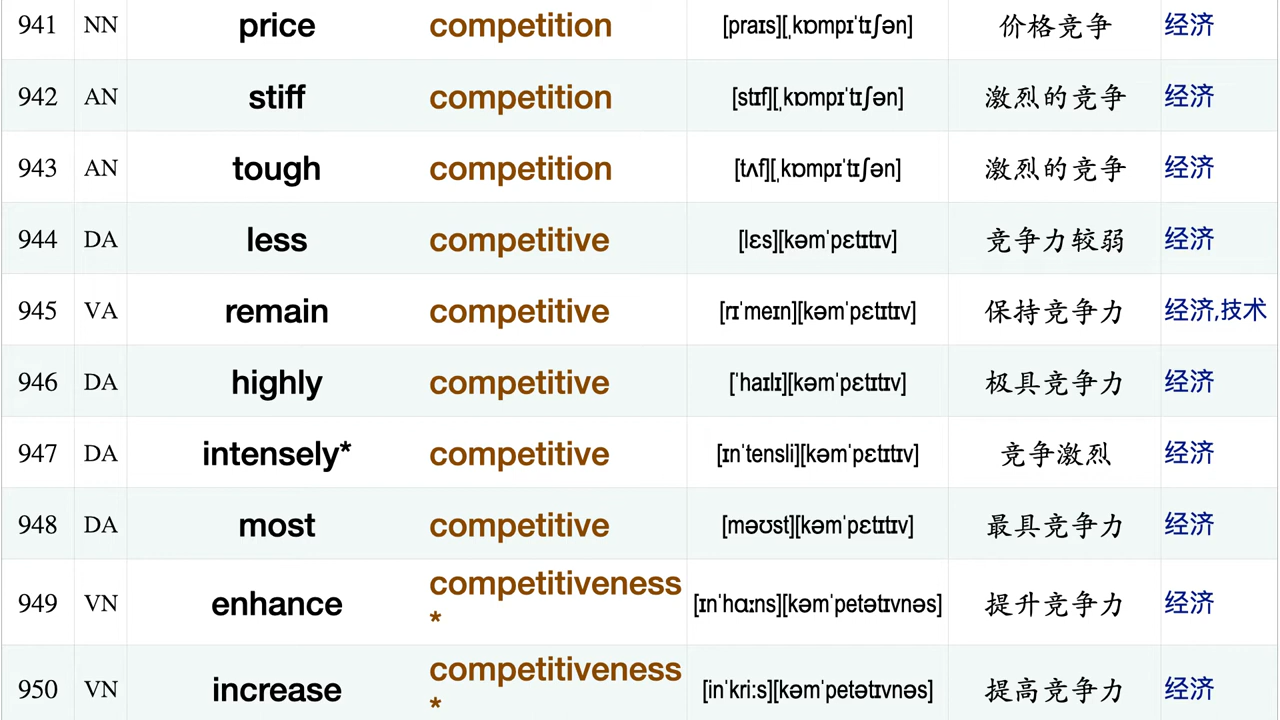 941 NN price competition [praɪs][ˌkɒmpɪˈtɪʃən] 价格竞争 经济
942 AN stiff competition [stɪf][ˌkɒmpɪˈtɪʃən] 激烈的竞争 经济
943 AN tough competition [tʌf][ˌkɒmpɪˈtɪʃən] 激烈的竞争 经济
944 DA less competitive [lɛs][kəmˈpɛtɪtɪv] 竞争力较弱 经济
945 VA remain competitive [rɪˈmeɪn][kəmˈpɛtɪtɪv] 保持竞争力 经济,技术
946 DA highly competitive [ˈhaɪlɪ][kəmˈpɛtɪtɪv] 极具竞争力 经济
947 DA intensely* competitive [ɪnˈtensli][kəmˈpɛtɪtɪv] 竞争激烈 经济
948 DA most competitive [məʊst][kəmˈpɛtɪtɪv] 最具竞争力 经济
949 VN enhance competitiveness* [ɪnˈhɑːns][kəmˈpetətɪvnəs] 提升竞争力 经济
950 VN increase competitiveness* [inˈkriːs][kəmˈpetətɪvnəs] 提高竞争力 经济